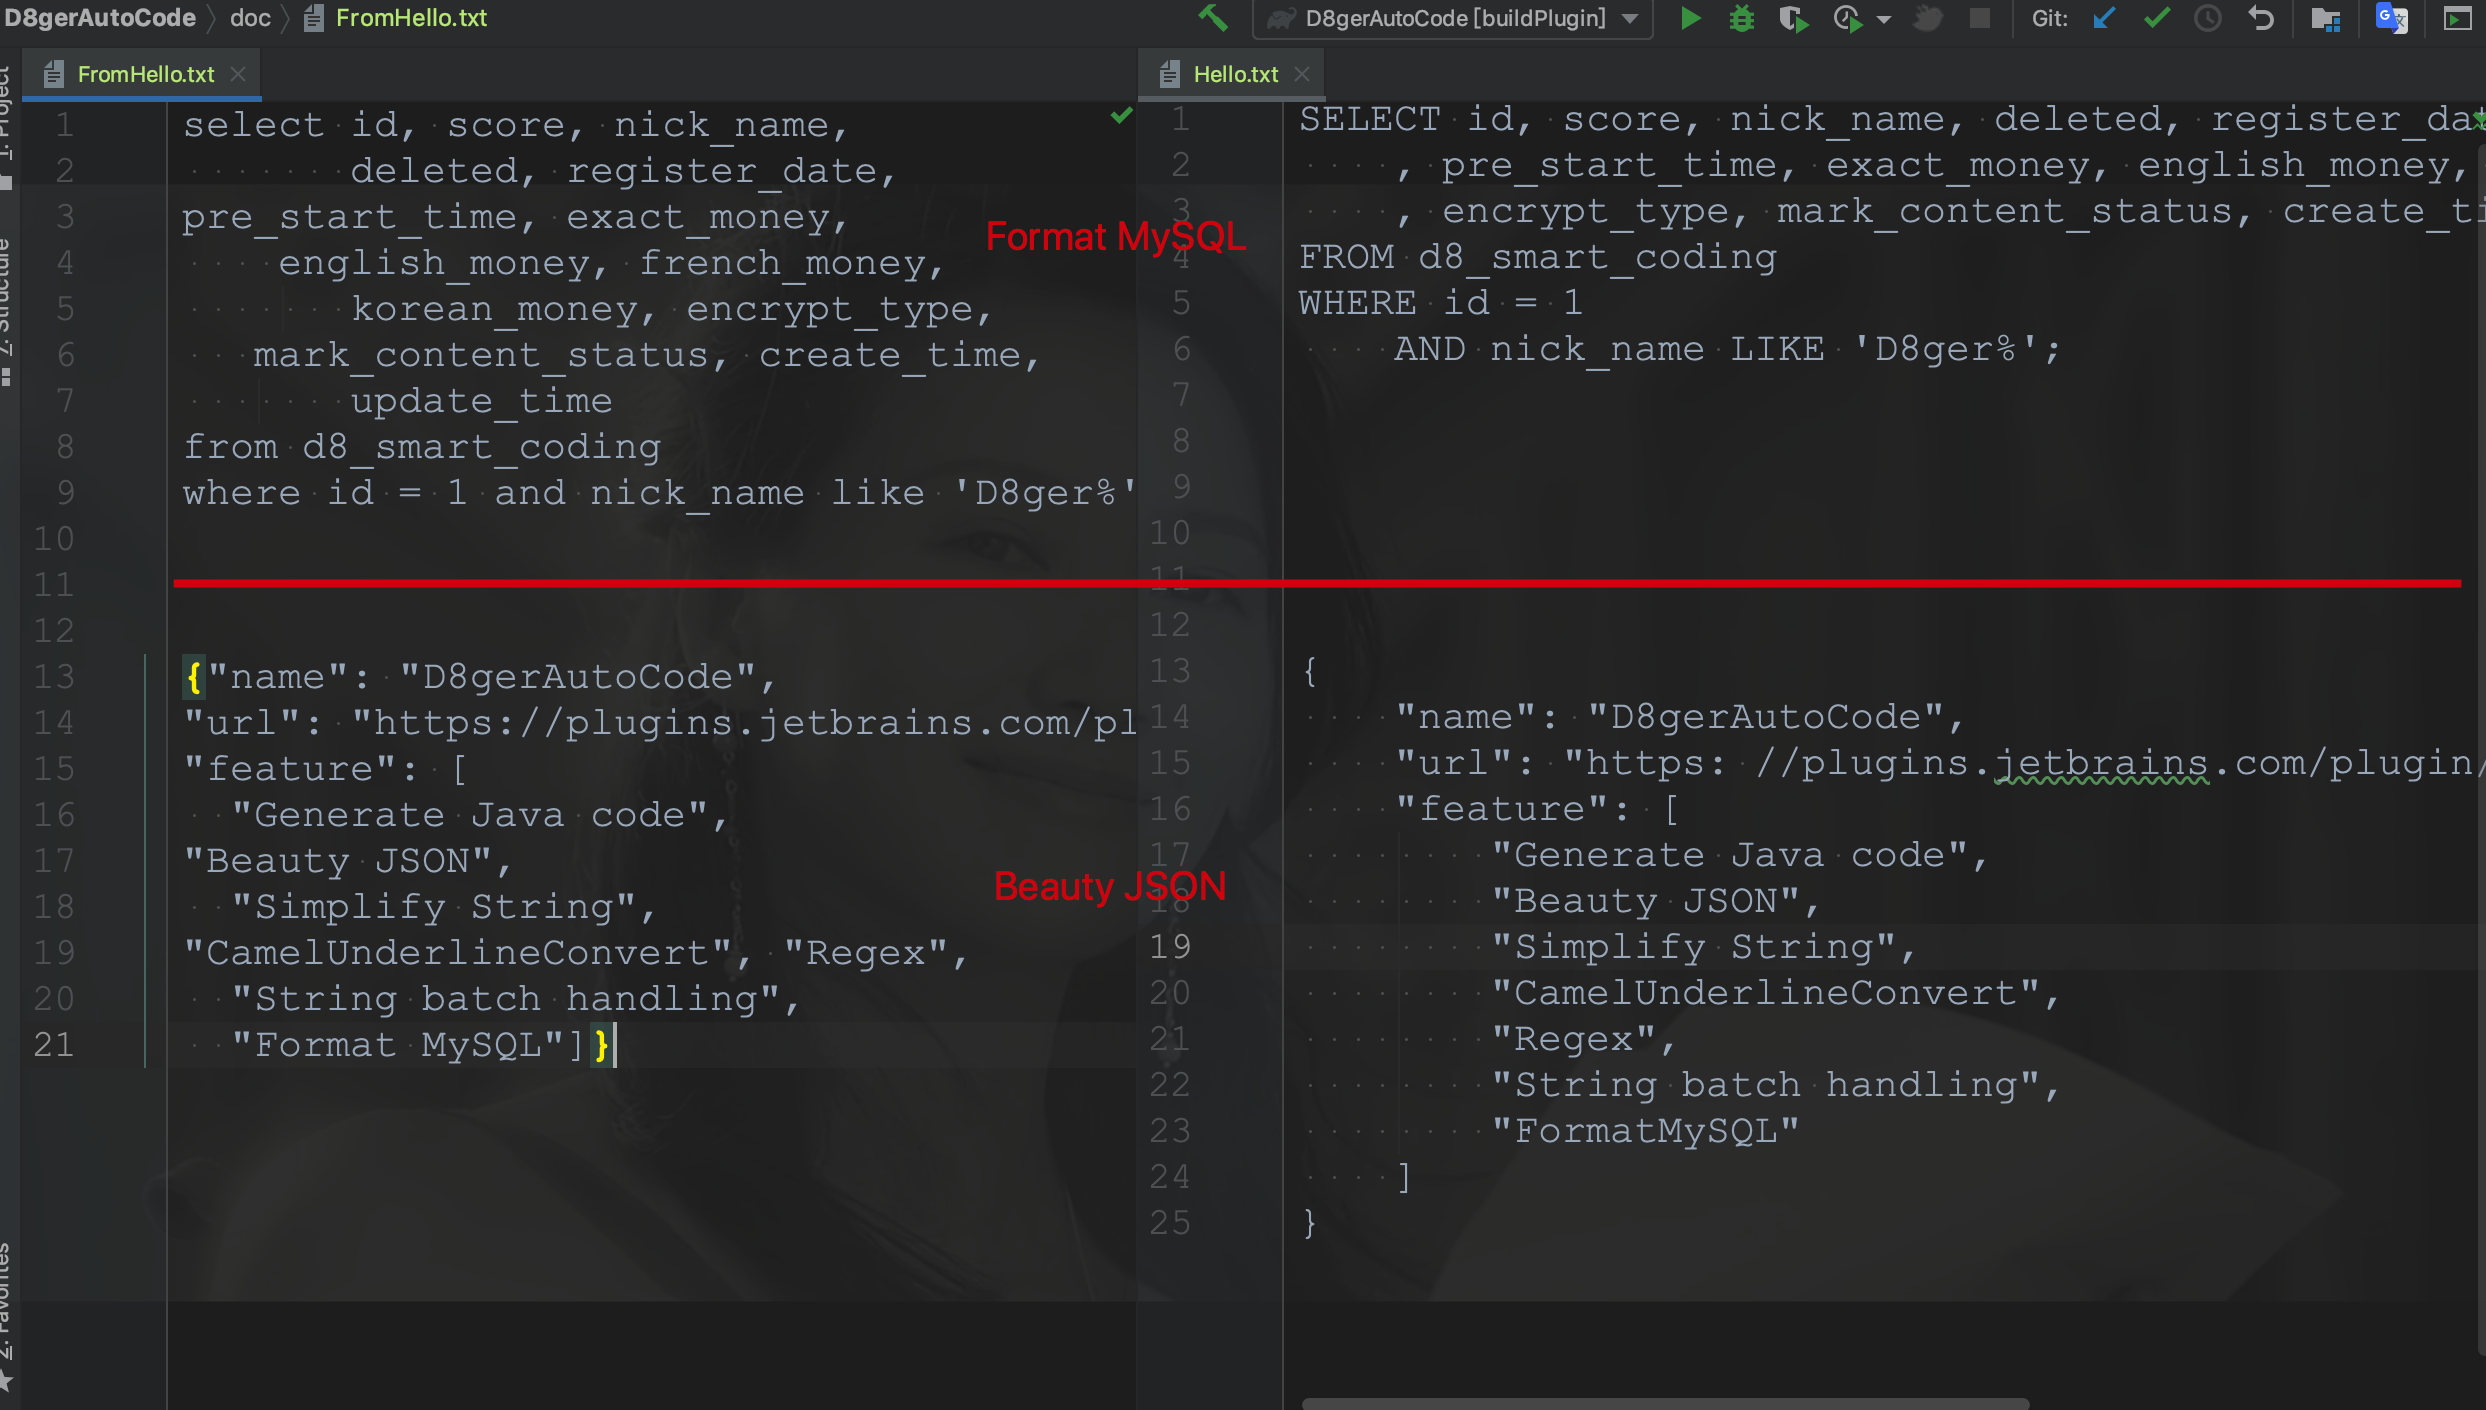 D8gerAutoCode doc FromHello.txt
D8gerAutoCode [buildPlugin]
Git:
FromHello.txt
Hello.txt
1: Project
7: Structure
2: Favorites
1 select id, score, nick_name,
2 deleted, register_date,
3 pre_start_time, exact_money,
4 english_money, french_money,
5 korean_money, encrypt_type,
6 mark_content_status, create_time,
7 update_time
8 from d8_smart_coding
9 where id = 1 and nick_name like 'D8ger%'
10
11
12
13 {"name": "D8gerAutoCode",
14 "url": "https://plugins.jetbrains.com/pl
15 "feature": [
16 "Generate Java code",
17 "Beauty JSON",
18 "Simplify String",
19 "CamelUnderlineConvert", "Regex",
20 "String batch handling",
21 "Format MySQL"]}
Format MySQL
Beauty JSON
1 SELECT id, score, nick_name, deleted, register_da
2 , pre_start_time, exact_money, english_money,
3 , encrypt_type, mark_content_status, create_ti
4 FROM d8_smart_coding
5 WHERE id = 1
6 AND nick_name LIKE 'D8ger%';
7
8
9
10
11
12
13 {
14 "name": "D8gerAutoCode",
15 "url": "https: //plugins.jetbrains.com/plugin/
16 "feature": [
17 "Generate Java code",
18 "Beauty JSON",
19 "Simplify String",
20 "CamelUnderlineConvert",
21 "Regex",
22 "String batch handling",
23 "FormatMySQL"
24 ]
25 }